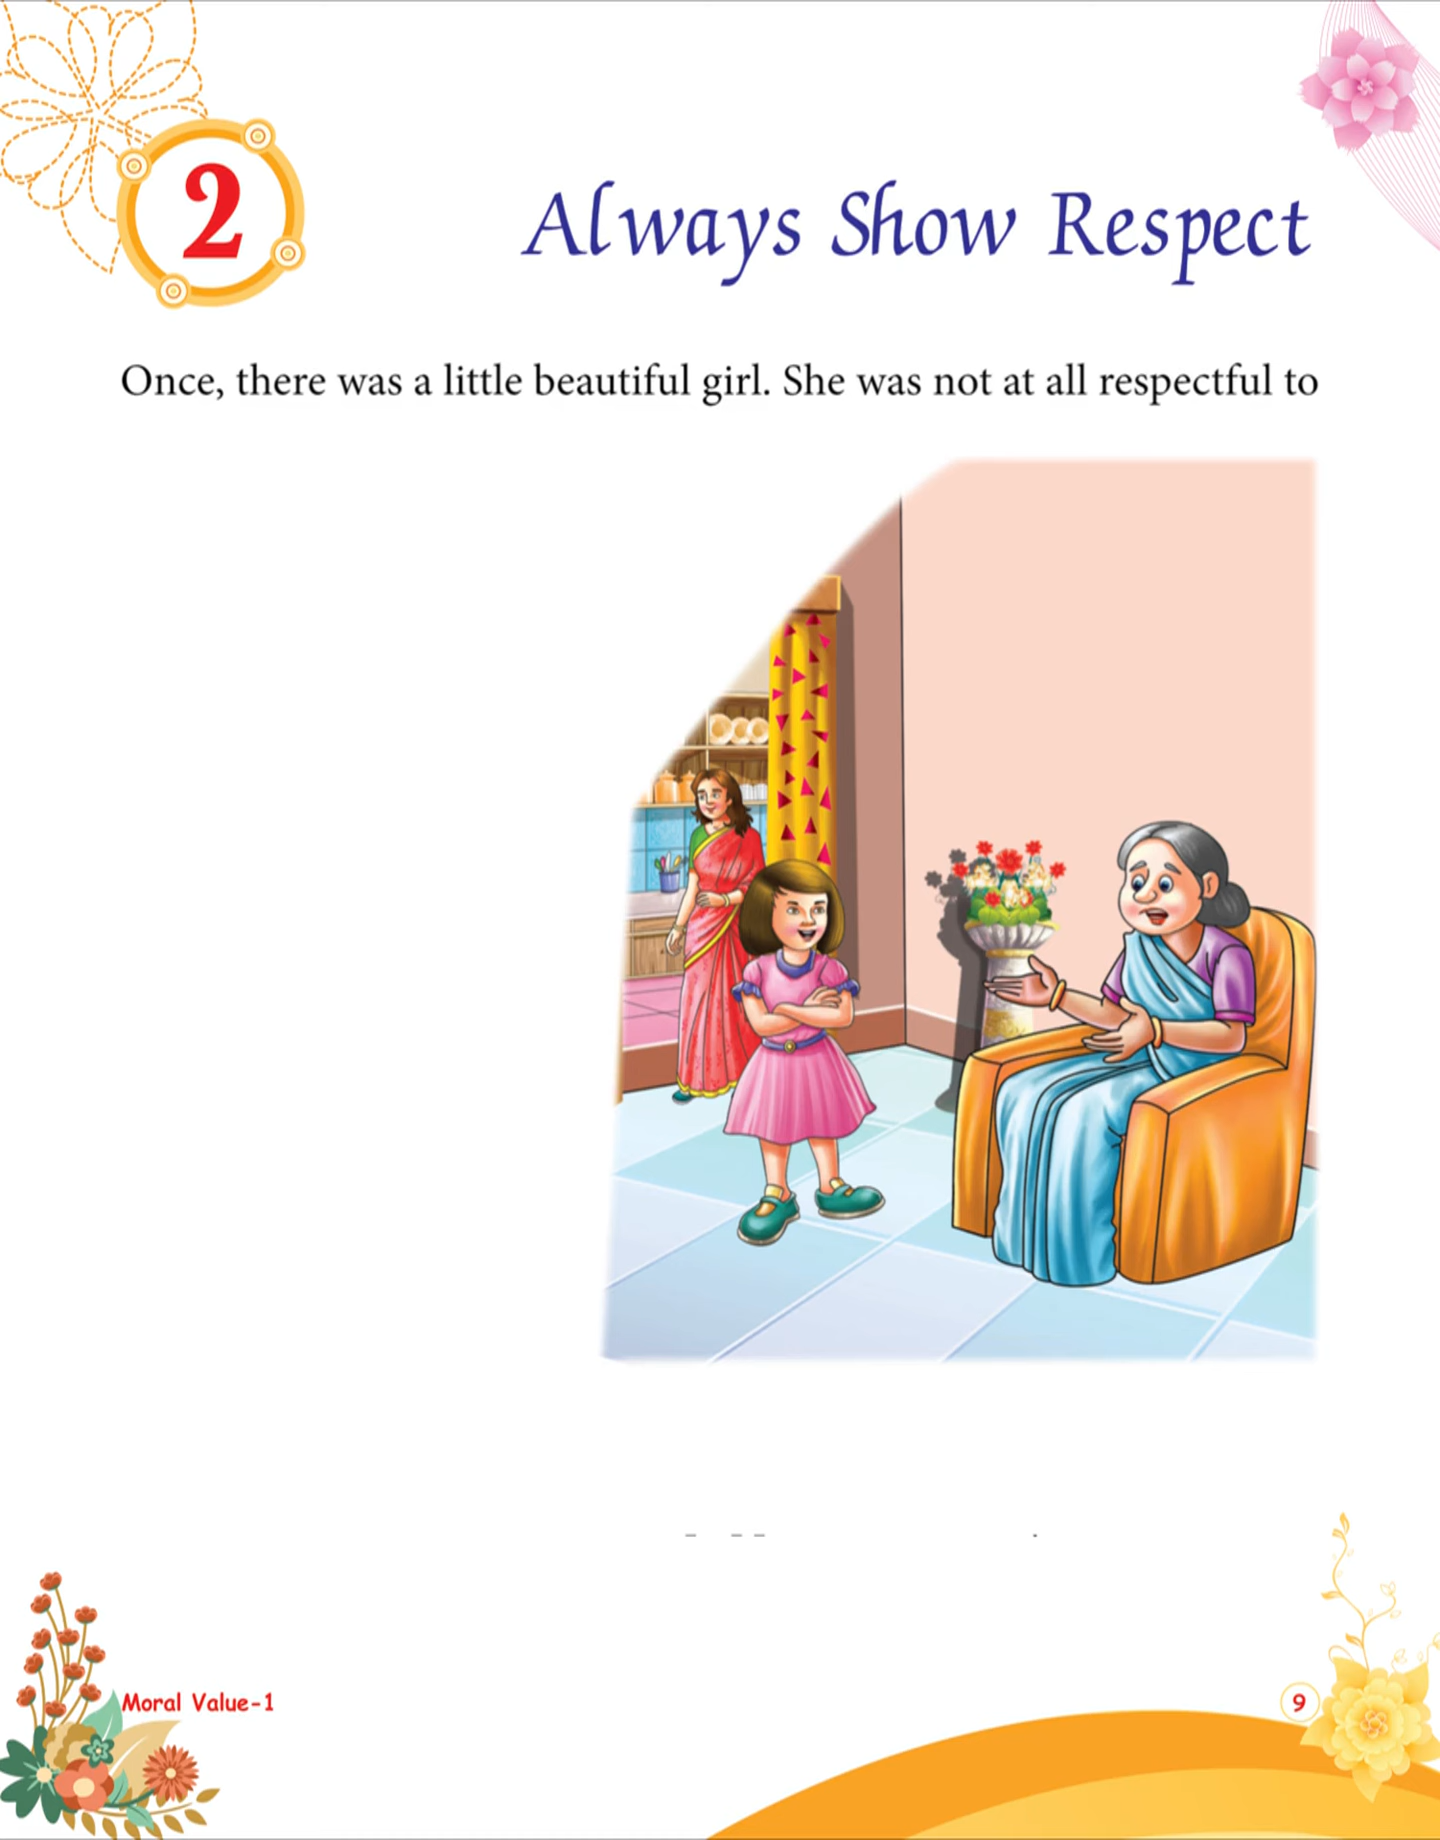 2
Always Show Respect
Once, there was a little beautiful girl. She was not at all respectful to
Moral Value-1
9